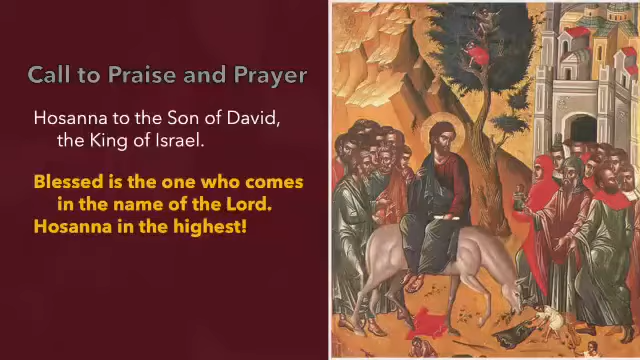 Call to Praise and Prayer
Hosanna to the Son of David,
the King of Israel.
Blessed is the one who comes
in the name of the Lord.
Hosanna in the highest!